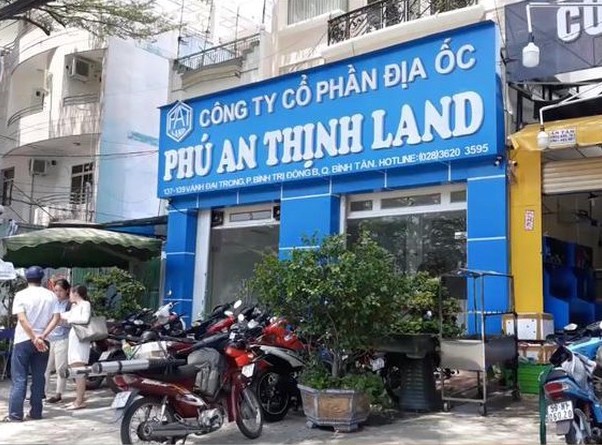 CÔNG TY CỔ PHẦN ĐỊA ỐC
PHÚ AN THỊNH LAND
137-139 VÀNH ĐAI TRONG, P. BÌNH TRỊ ĐÔNG B, Q. BÌNH TÂN. HOTLINE: (028)3620 3595